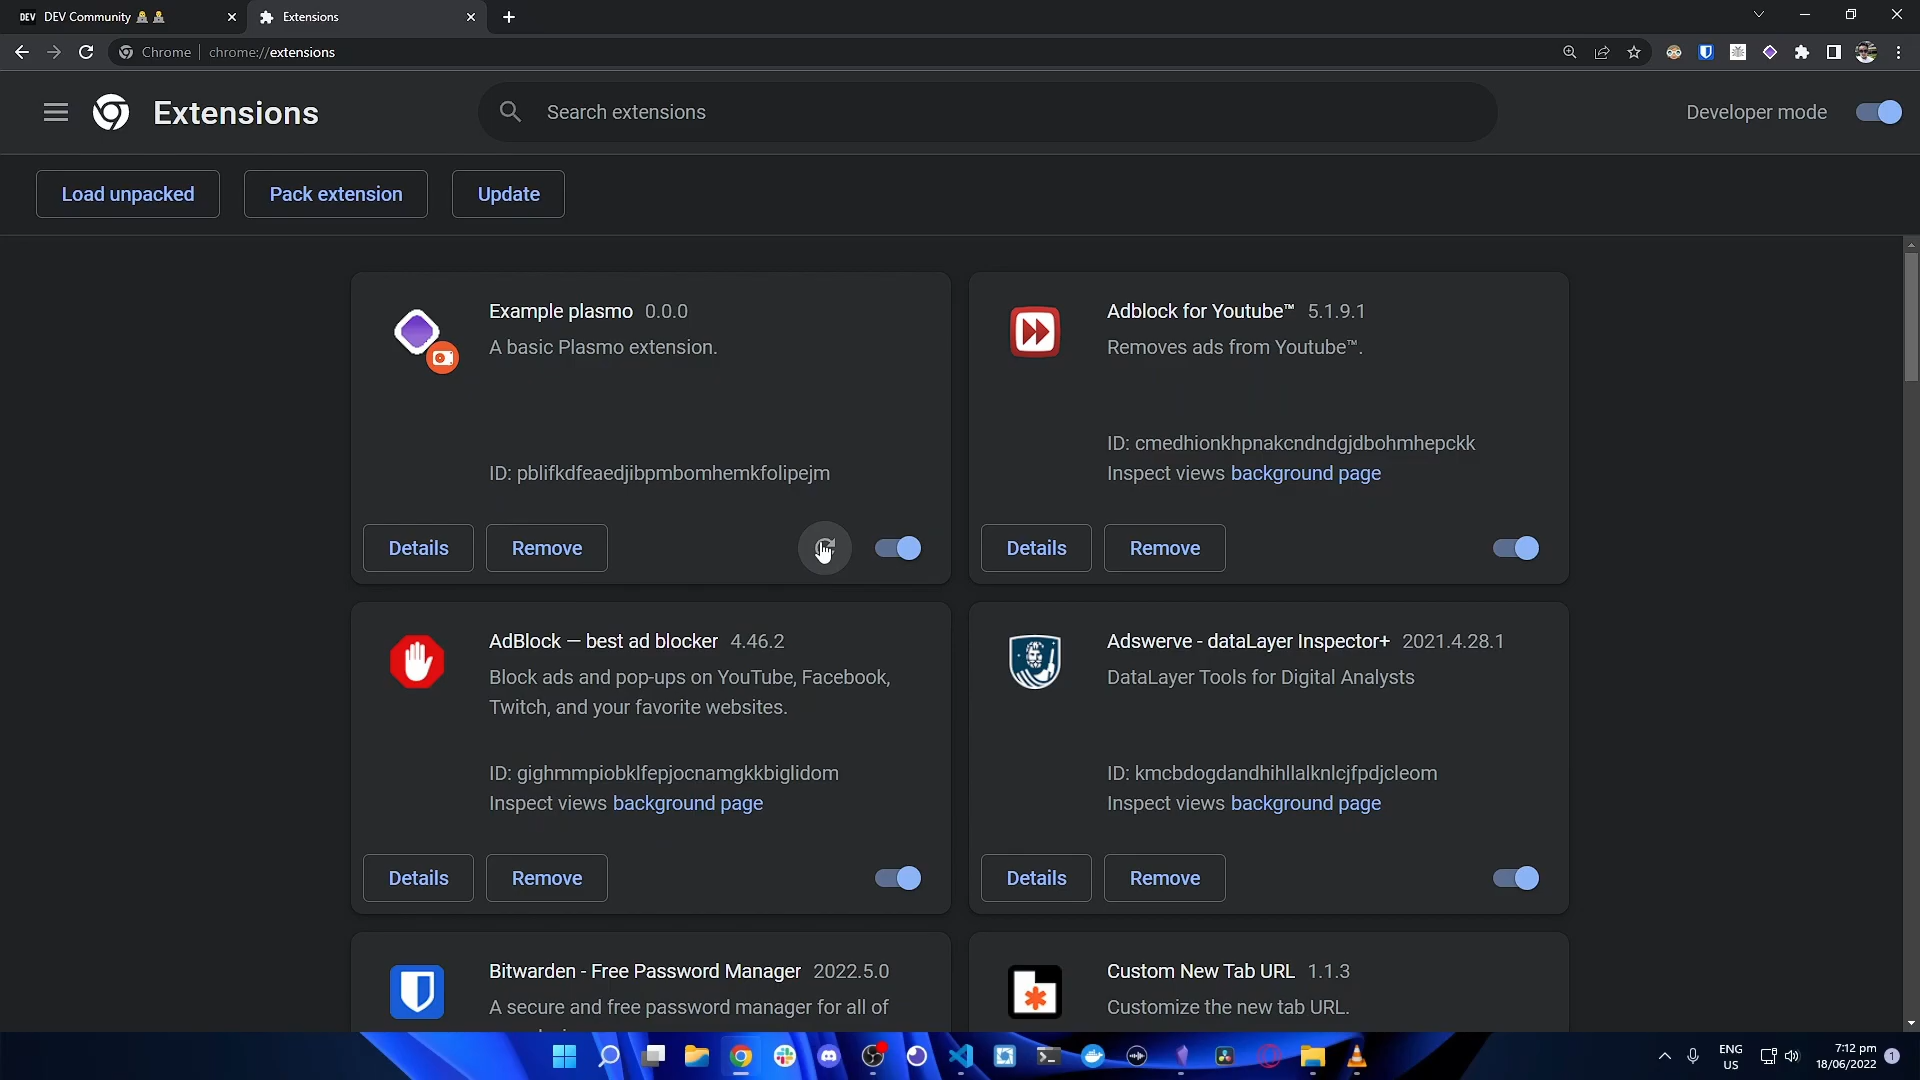 DEV DEV Community
Extensions
Chrome chrome://extensions
Extensions
Search extensions
Developer mode
Load unpacked
Pack extension
Update
Example plasmo 0.0.0
A basic Plasmo extension.
ID: pblifkdfeaedjibpmbomhemkfolipejm
Details
Remove
Adblock for Youtube™ 5.1.9.1
Removes ads from Youtube™.
ID: cmedhionkhpnakcndndgjdbohmhepckk
Inspect views background page
Details
Remove
AdBlock — best ad blocker 4.46.2
Block ads and pop-ups on YouTube, Facebook,
Twitch, and your favorite websites.
ID: gighmmpiobklfepjocnamgkkbiglidom
Inspect views background page
Details
Remove
Adswerve - dataLayer Inspector+ 2021.4.28.1
DataLayer Tools for Digital Analysts
ID: kmcbdogdandhihllalknlcjfpdjcleom
Inspect views background page
Details
Remove
Bitwarden - Free Password Manager 2022.5.0
A secure and free password manager for all of
Custom New Tab URL 1.1.3
Customize the new tab URL.
ENG
US
7:12 pm
18/06/2022
1